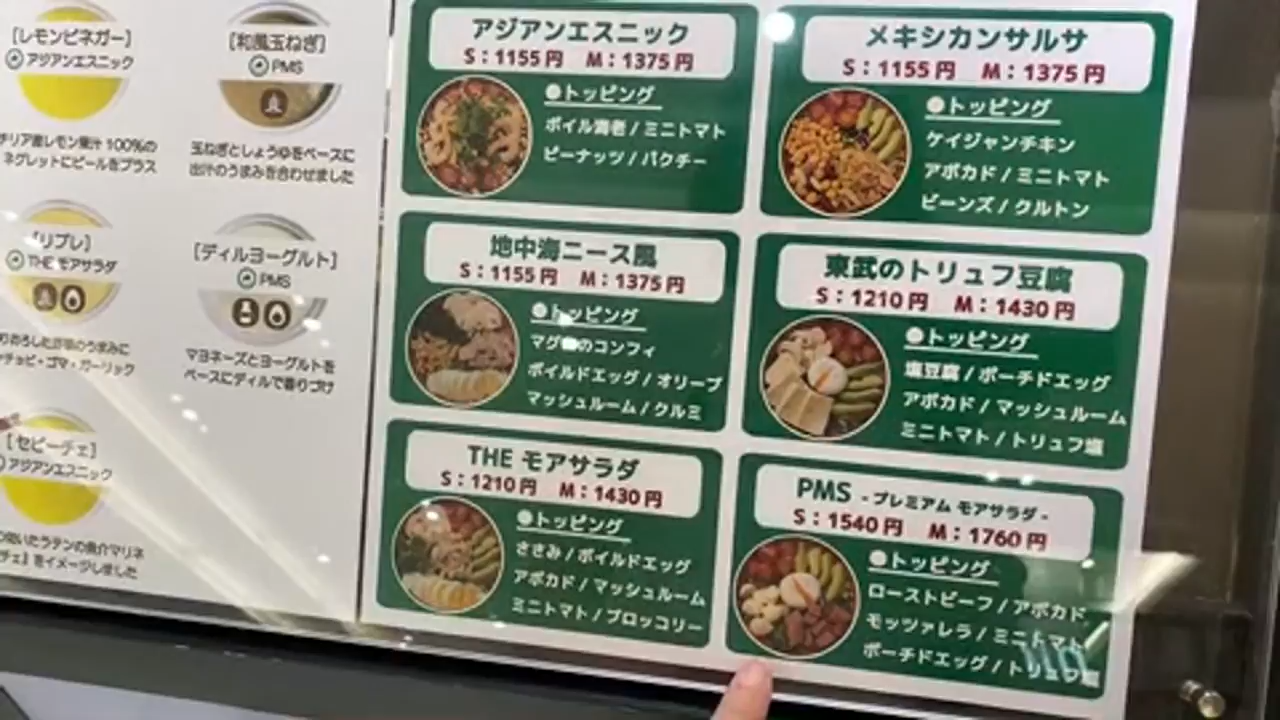 [レモンビネガー]
アジアンエスニック
レモン果汁 100%の
ネグレットにビールをプラス
[和風玉ねぎ]
PMS
玉ねぎとしょうゆをベースに
出汁のうまみを合わせました
THE モアサラダ
チョビ・ゴマ・ガーリック
[ディルヨーグルト]
PMS
マヨネーズとヨーグルトを
ベースにディルで香りづけ
[セビーチェ]
アジアンエスニック
いたラテンの魚介マリネ
チェ】をイメージしました
アジアンエスニック
S:1155円 M:1375円
●トッピング
ボイル海老 / ミニトマト
ピーナッツ / パクチー
メキシカンサルサ
S:1155円 M:1375円
●トッピング
ケイジャンチキン
アボカド / ミニトマト
ビーンズ / クルトン
地中海ニース風
S:1155円 M:1375円
●トッピング
マグロのコンフィ
ボイルドエッグ / オリーブ
マッシュルーム / クルミ
東武のトリュフ豆腐
S:1210円 M:1430円
●トッピング
塩豆腐 / ポーチドエッグ
アボカド / マッシュルーム
ミニトマト / トリュフ塩
THE モアサラダ
S:1210円 M:1430円
●トッピング
ささみ / ボイルドエッグ
アボカド / マッシュルーム
ミニトマト / ブロッコリー
PMS - プレミアム モアサラダ -
S:1540円 M:1760円
●トッピング
ローストビーフ / アボカド
モッツァレラ / ミニトマト
ポーチドエッグ / トリュフ塩